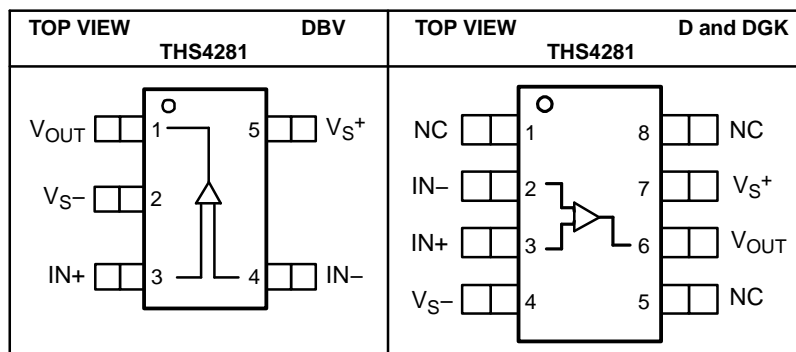 TOP VIEW DBV
THS4281
VOUT 1 5 VS+
VS− 2
IN+ 3 4 IN−
TOP VIEW D and DGK
THS4281
NC 1 8 NC
IN− 2 7 VS+
IN+ 3 6 VOUT
VS− 4 5 NC